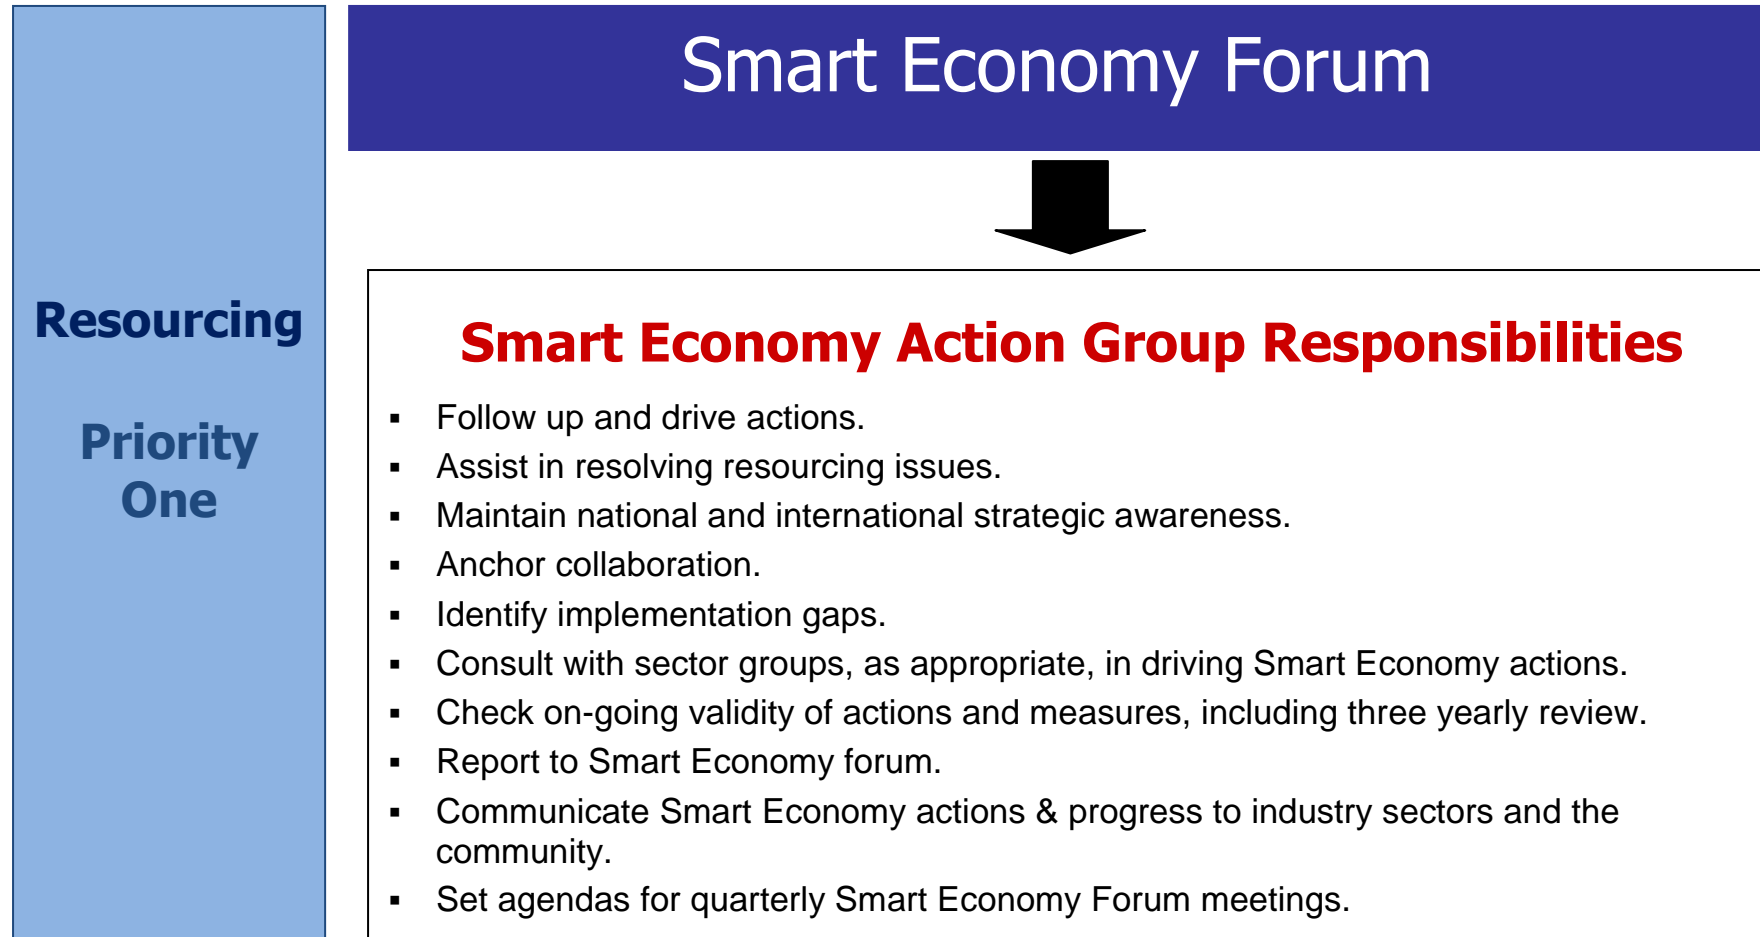 Smart Economy Forum
Resourcing
Priority
One
Smart Economy Action Group Responsibilities
▪ Follow up and drive actions.
▪ Assist in resolving resourcing issues.
▪ Maintain national and international strategic awareness.
▪ Anchor collaboration.
▪ Identify implementation gaps.
▪ Consult with sector groups, as appropriate, in driving Smart Economy actions.
▪ Check on-going validity of actions and measures, including three yearly review.
▪ Report to Smart Economy forum.
▪ Communicate Smart Economy actions & progress to industry sectors and the
community.
▪ Set agendas for quarterly Smart Economy Forum meetings.